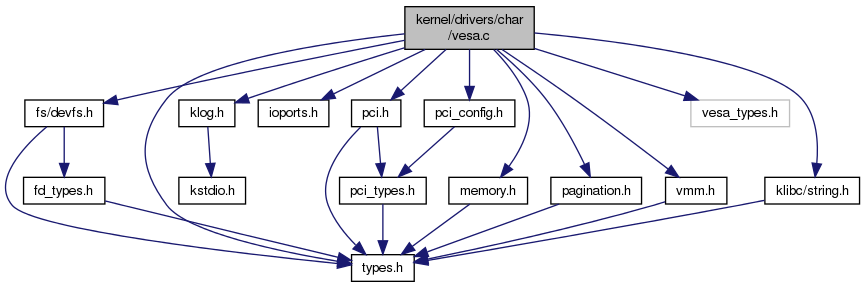 kernel/drivers/char
/vesa.c
fs/devfs.h
klog.h
ioports.h
pci.h
pci_config.h
vesa_types.h
fd_types.h
kstdio.h
pci_types.h
memory.h
pagination.h
vmm.h
klibc/string.h
types.h